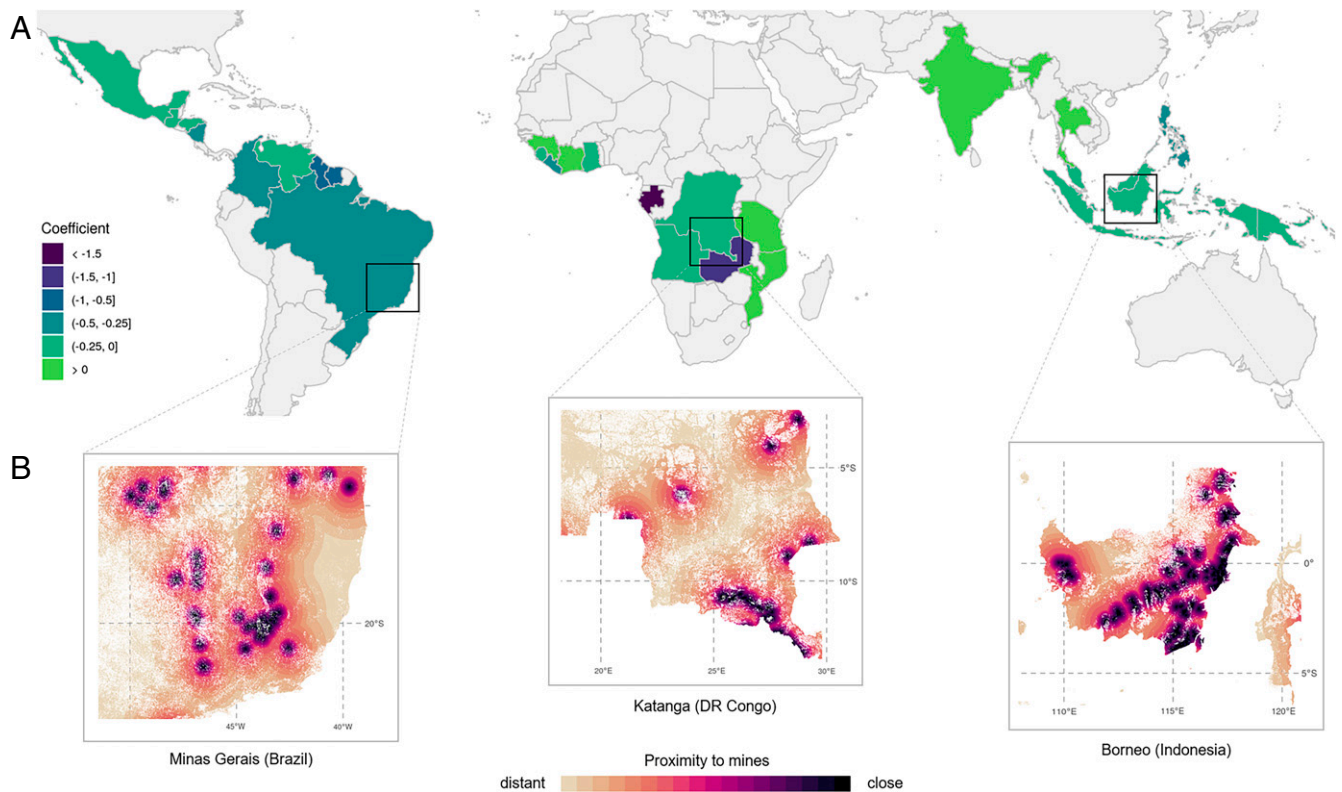 A
Coefficient
< -1.5
(-1.5, -1]
(-1, -0.5]
(-0.5, -0.25]
(-0.25, 0]
> 0
B
20°S
45°W 40°W
Minas Gerais (Brazil)
5°S
10°S
20°E 25°E 30°E
Katanga (DR Congo)
0°
5°S
110°E 115°E 120°E
Borneo (Indonesia)
Proximity to mines
distant close